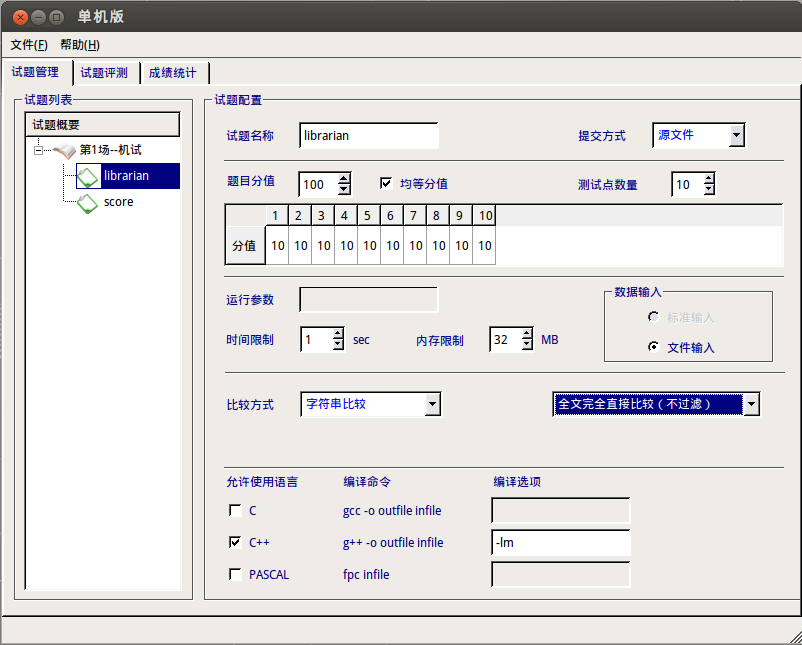 单机版
文件(F) 帮助(H)
试题管理 试题评测 成绩统计
试题列表
试题概要
第1场--机试
librarian
score
试题配置
试题名称 librarian 提交方式 源文件
题目分值 100 均等分值 测试点数量 10
1 2 3 4 5 6 7 8 9 10
分值 10 10 10 10 10 10 10 10 10 10
运行参数
时间限制 1 sec 内存限制 32 MB
数据输入
标准输入
文件输入
比较方式 字符串比较 全文完全直接比较（不过滤）
允许使用语言 编译命令 编译选项
C gcc -o outfile infile
C++ g++ -o outfile infile -lm
PASCAL fpc infile